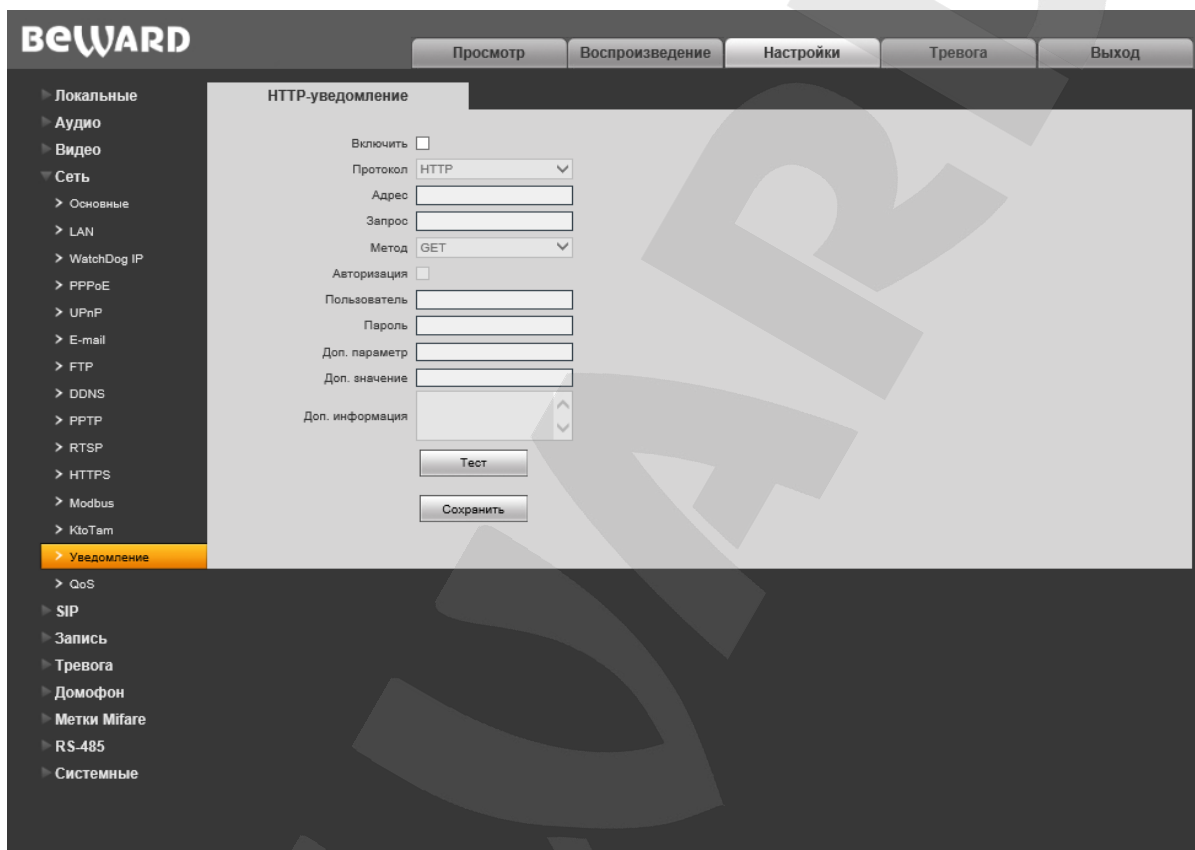 BEWARD
Просмотр Воспроизведение Настройки Тревога Выход
Локальные
Аудио
Видео
Сеть
Основные
LAN
WatchDog IP
PPPoE
UPnP
E-mail
FTP
DDNS
PPTP
RTSP
HTTPS
Modbus
KtoTam
Уведомление
QoS
SIP
Запись
Тревога
Домофон
Метки Mifare
RS-485
Системные
HTTP-уведомление
Включить
Протокол HTTP
Адрес
Запрос
Метод GET
Авторизация
Пользователь
Пароль
Доп. параметр
Доп. значение
Доп. информация
Тест
Сохранить